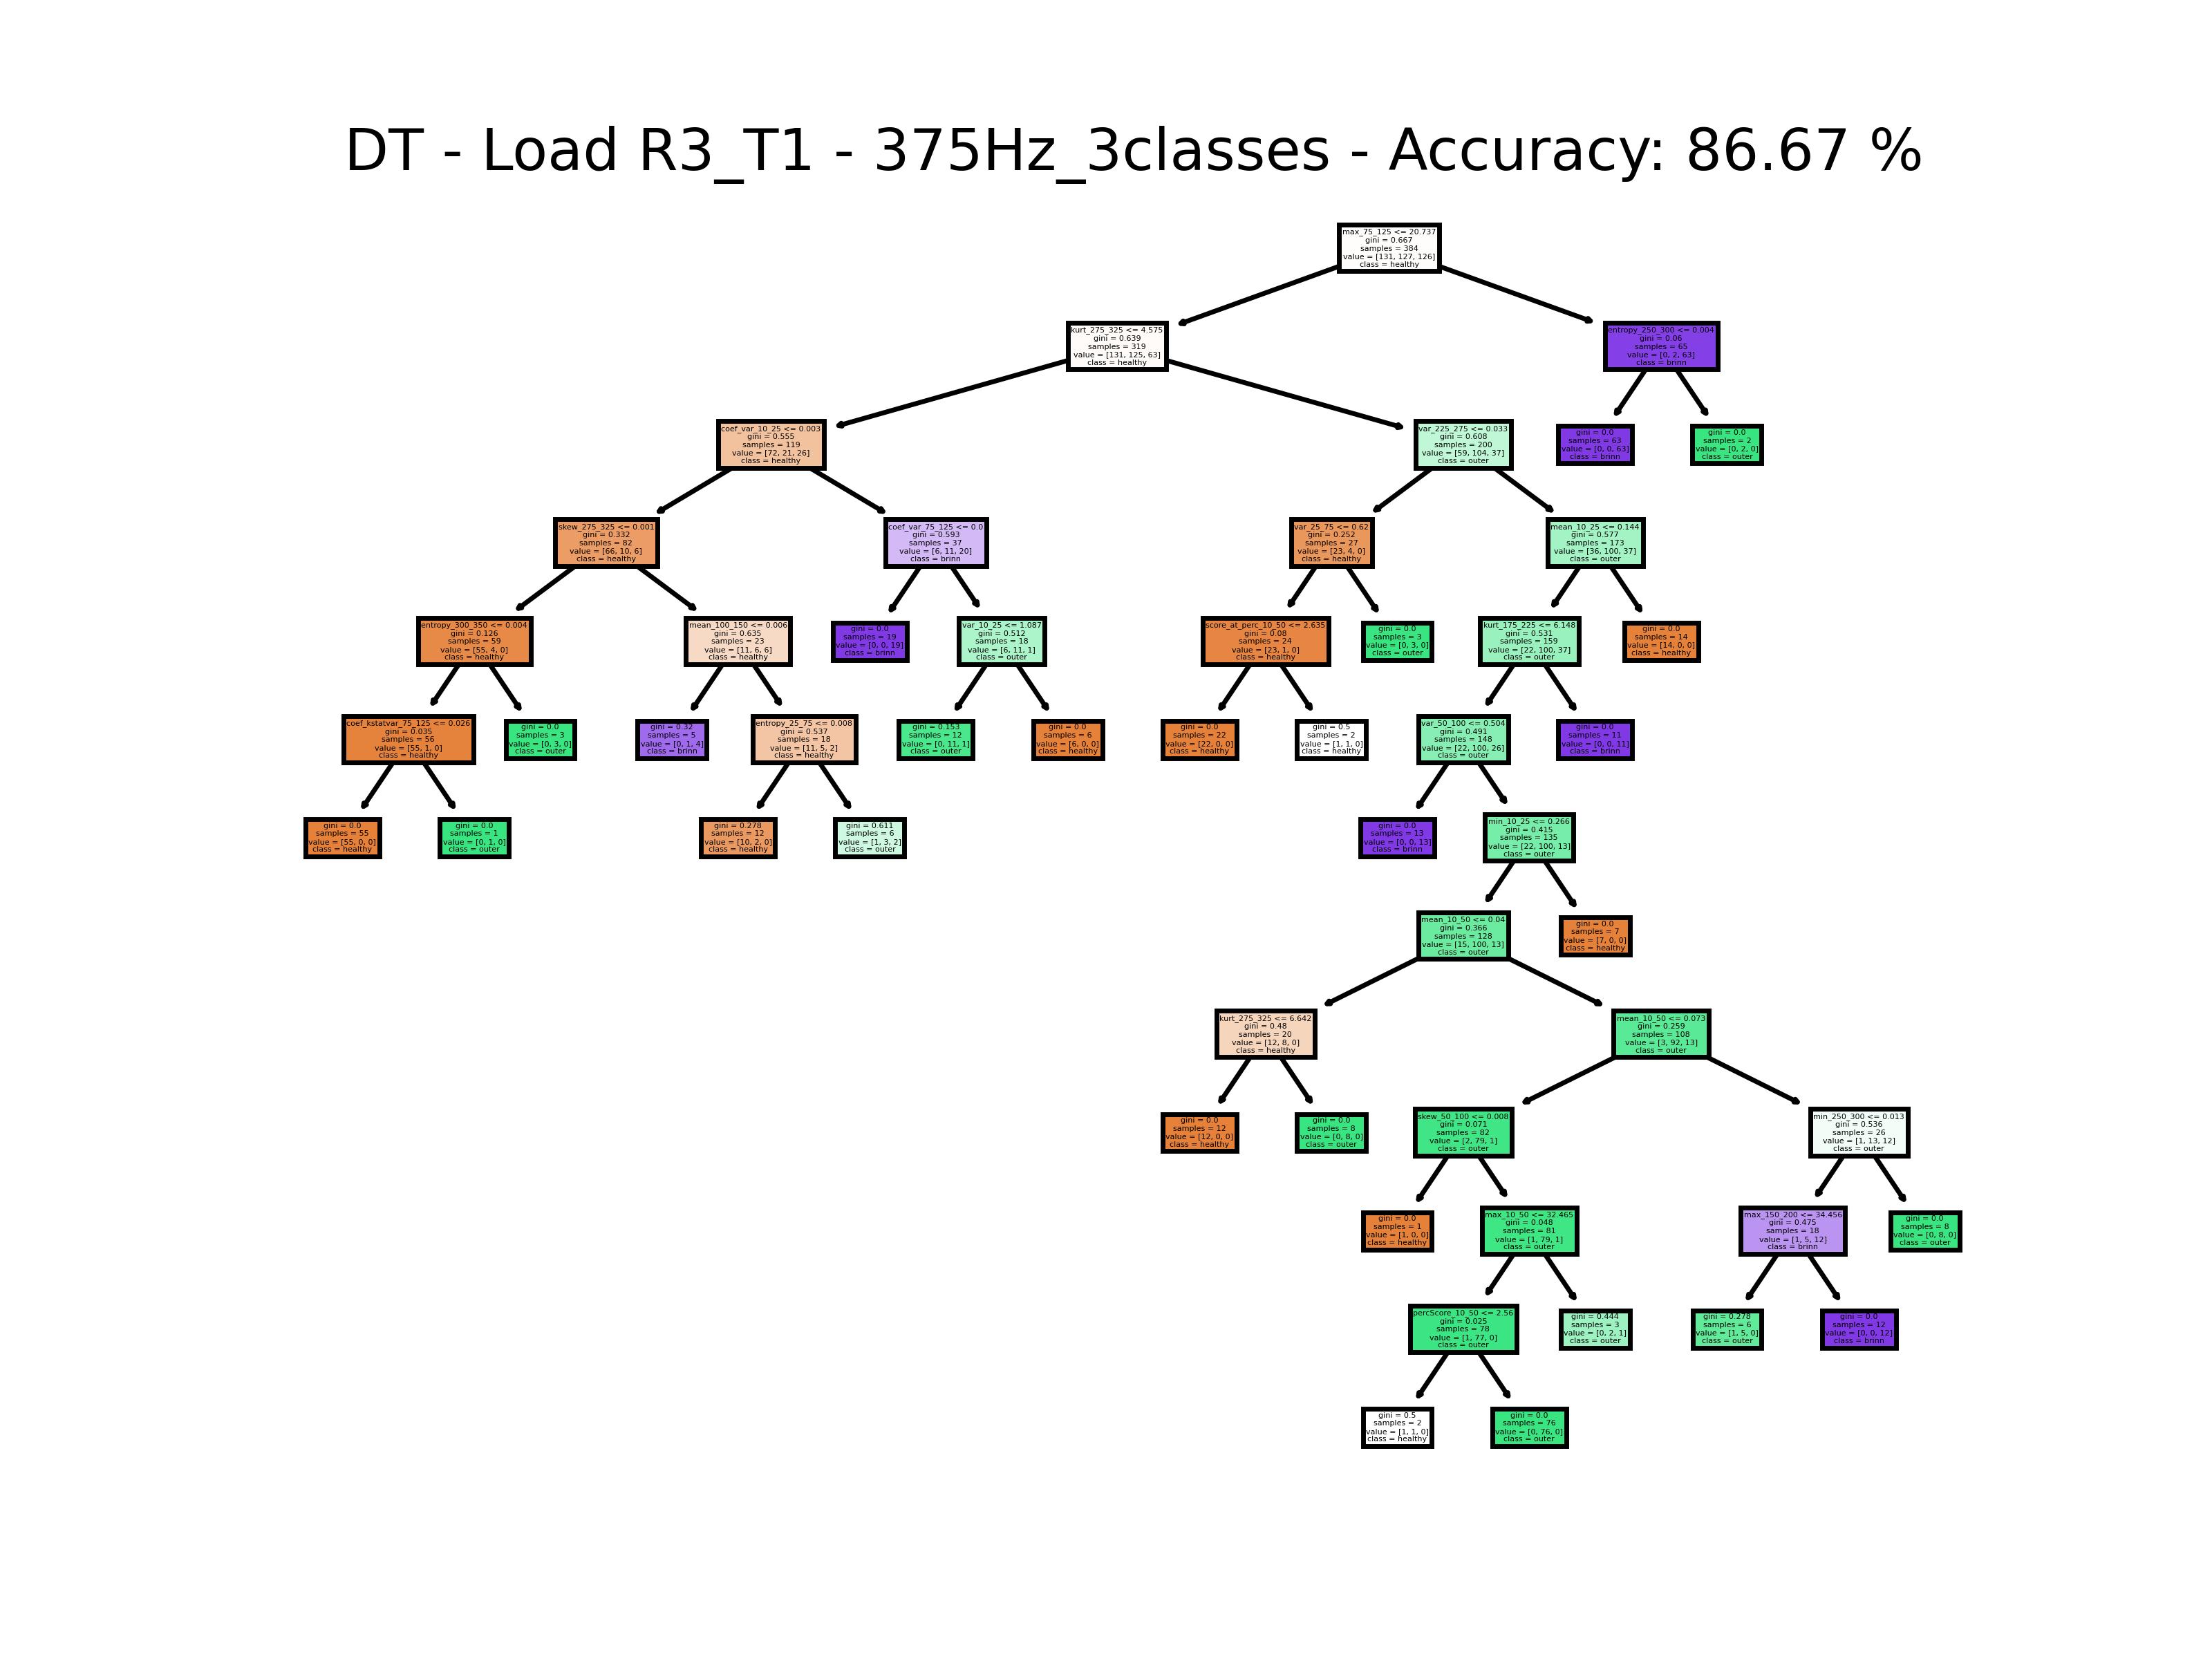 DT - Load R3_T1 - 375Hz_3classes - Accuracy: 86.67 %
max_75_125 <= 20.737
gini = 0.667
samples = 384
value = [131, 127, 126]
class = healthy
kurt_275_325 <= 4.575
gini = 0.639
samples = 319
value = [131, 125, 63]
class = healthy
entropy_250_300 <= 0.004
gini = 0.06
samples = 65
value = [0, 2, 63]
class = brinn
coef_var_10_25 <= 0.003
gini = 0.555
samples = 119
value = [72, 21, 26]
class = healthy
var_225_275 <= 0.033
gini = 0.608
samples = 200
value = [59, 104, 37]
class = outer
gini = 0.0
samples = 63
value = [0, 0, 63]
class = brinn
gini = 0.0
samples = 2
value = [0, 2, 0]
class = outer
skew_275_325 <= 0.001
gini = 0.332
samples = 82
value = [66, 10, 6]
class = healthy
coef_var_75_125 <= 0.0
gini = 0.593
samples = 37
value = [6, 11, 20]
class = brinn
var_25_75 <= 0.62
gini = 0.252
samples = 27
value = [23, 4, 0]
class = healthy
mean_10_25 <= 0.144
gini = 0.577
samples = 173
value = [36, 100, 37]
class = outer
entropy_300_350 <= 0.004
gini = 0.126
samples = 59
value = [55, 4, 0]
class = healthy
mean_100_150 <= 0.006
gini = 0.635
samples = 23
value = [11, 6, 6]
class = healthy
gini = 0.0
samples = 19
value = [0, 0, 19]
class = brinn
var_10_25 <= 1.087
gini = 0.512
samples = 18
value = [6, 11, 1]
class = outer
score_at_perc_10_50 <= 2.635
gini = 0.08
samples = 24
value = [23, 1, 0]
class = healthy
gini = 0.0
samples = 3
value = [0, 3, 0]
class = outer
kurt_175_225 <= 6.148
gini = 0.531
samples = 159
value = [22, 100, 37]
class = outer
gini = 0.0
samples = 14
value = [14, 0, 0]
class = healthy
coef_kstatvar_75_125 <= 0.026
gini = 0.035
samples = 56
value = [55, 1, 0]
class = healthy
gini = 0.0
samples = 3
value = [0, 3, 0]
class = outer
gini = 0.32
samples = 5
value = [0, 1, 4]
class = brinn
entropy_25_75 <= 0.008
gini = 0.537
samples = 18
value = [11, 5, 2]
class = healthy
gini = 0.153
samples = 12
value = [0, 11, 1]
class = outer
gini = 0.0
samples = 6
value = [6, 0, 0]
class = healthy
gini = 0.0
samples = 22
value = [22, 0, 0]
class = healthy
gini = 0.5
samples = 2
value = [1, 1, 0]
class = healthy
var_50_100 <= 0.504
gini = 0.491
samples = 148
value = [22, 100, 26]
class = outer
gini = 0.0
samples = 11
value = [0, 0, 11]
class = brinn
gini = 0.0
samples = 55
value = [55, 0, 0]
class = healthy
gini = 0.0
samples = 1
value = [0, 1, 0]
class = outer
gini = 0.278
samples = 12
value = [10, 2, 0]
class = healthy
gini = 0.611
samples = 6
value = [1, 3, 2]
class = outer
gini = 0.0
samples = 13
value = [0, 0, 13]
class = brinn
min_10_25 <= 0.266
gini = 0.415
samples = 135
value = [22, 100, 13]
class = outer
mean_10_50 <= 0.04
gini = 0.366
samples = 128
value = [15, 100, 13]
class = outer
gini = 0.0
samples = 7
value = [7, 0, 0]
class = healthy
kurt_275_325 <= 6.642
gini = 0.48
samples = 20
value = [12, 8, 0]
class = healthy
mean_10_50 <= 0.073
gini = 0.259
samples = 108
value = [3, 92, 13]
class = outer
gini = 0.0
samples = 12
value = [12, 0, 0]
class = healthy
gini = 0.0
samples = 8
value = [0, 8, 0]
class = outer
skew_50_100 <= 0.008
gini = 0.071
samples = 82
value = [2, 79, 1]
class = outer
min_250_300 <= 0.013
gini = 0.536
samples = 26
value = [1, 13, 12]
class = outer
gini = 0.0
samples = 1
value = [1, 0, 0]
class = healthy
max_10_50 <= 32.465
gini = 0.048
samples = 81
value = [1, 79, 1]
class = outer
max_150_200 <= 34.456
gini = 0.475
samples = 18
value = [1, 5, 12]
class = brinn
gini = 0.0
samples = 8
value = [0, 8, 0]
class = outer
percScore_10_50 <= 2.56
gini = 0.025
samples = 78
value = [1, 77, 0]
class = outer
gini = 0.444
samples = 3
value = [0, 2, 1]
class = outer
gini = 0.278
samples = 6
value = [1, 5, 0]
class = outer
gini = 0.0
samples = 12
value = [0, 0, 12]
class = brinn
gini = 0.5
samples = 2
value = [1, 1, 0]
class = healthy
gini = 0.0
samples = 76
value = [0, 76, 0]
class = outer